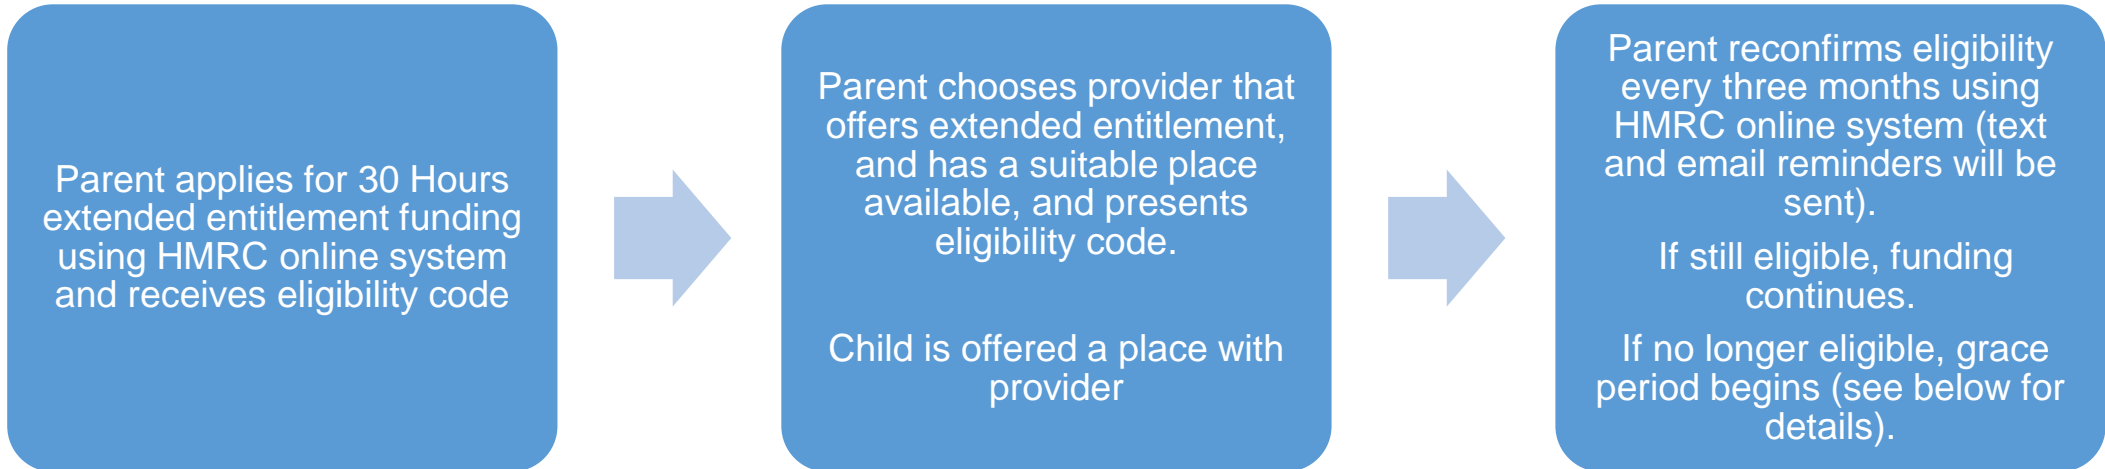 Parent applies for 30 Hours
extended entitlement funding
using HMRC online system
and receives eligibility code
Parent chooses provider that
offers extended entitlement,
and has a suitable place
available, and presents
eligibility code.
Child is offered a place with
provider
Parent reconfirms eligibility
every three months using
HMRC online system (text
and email reminders will be
sent).
If still eligible, funding
continues.
If no longer eligible, grace
period begins (see below for
details).